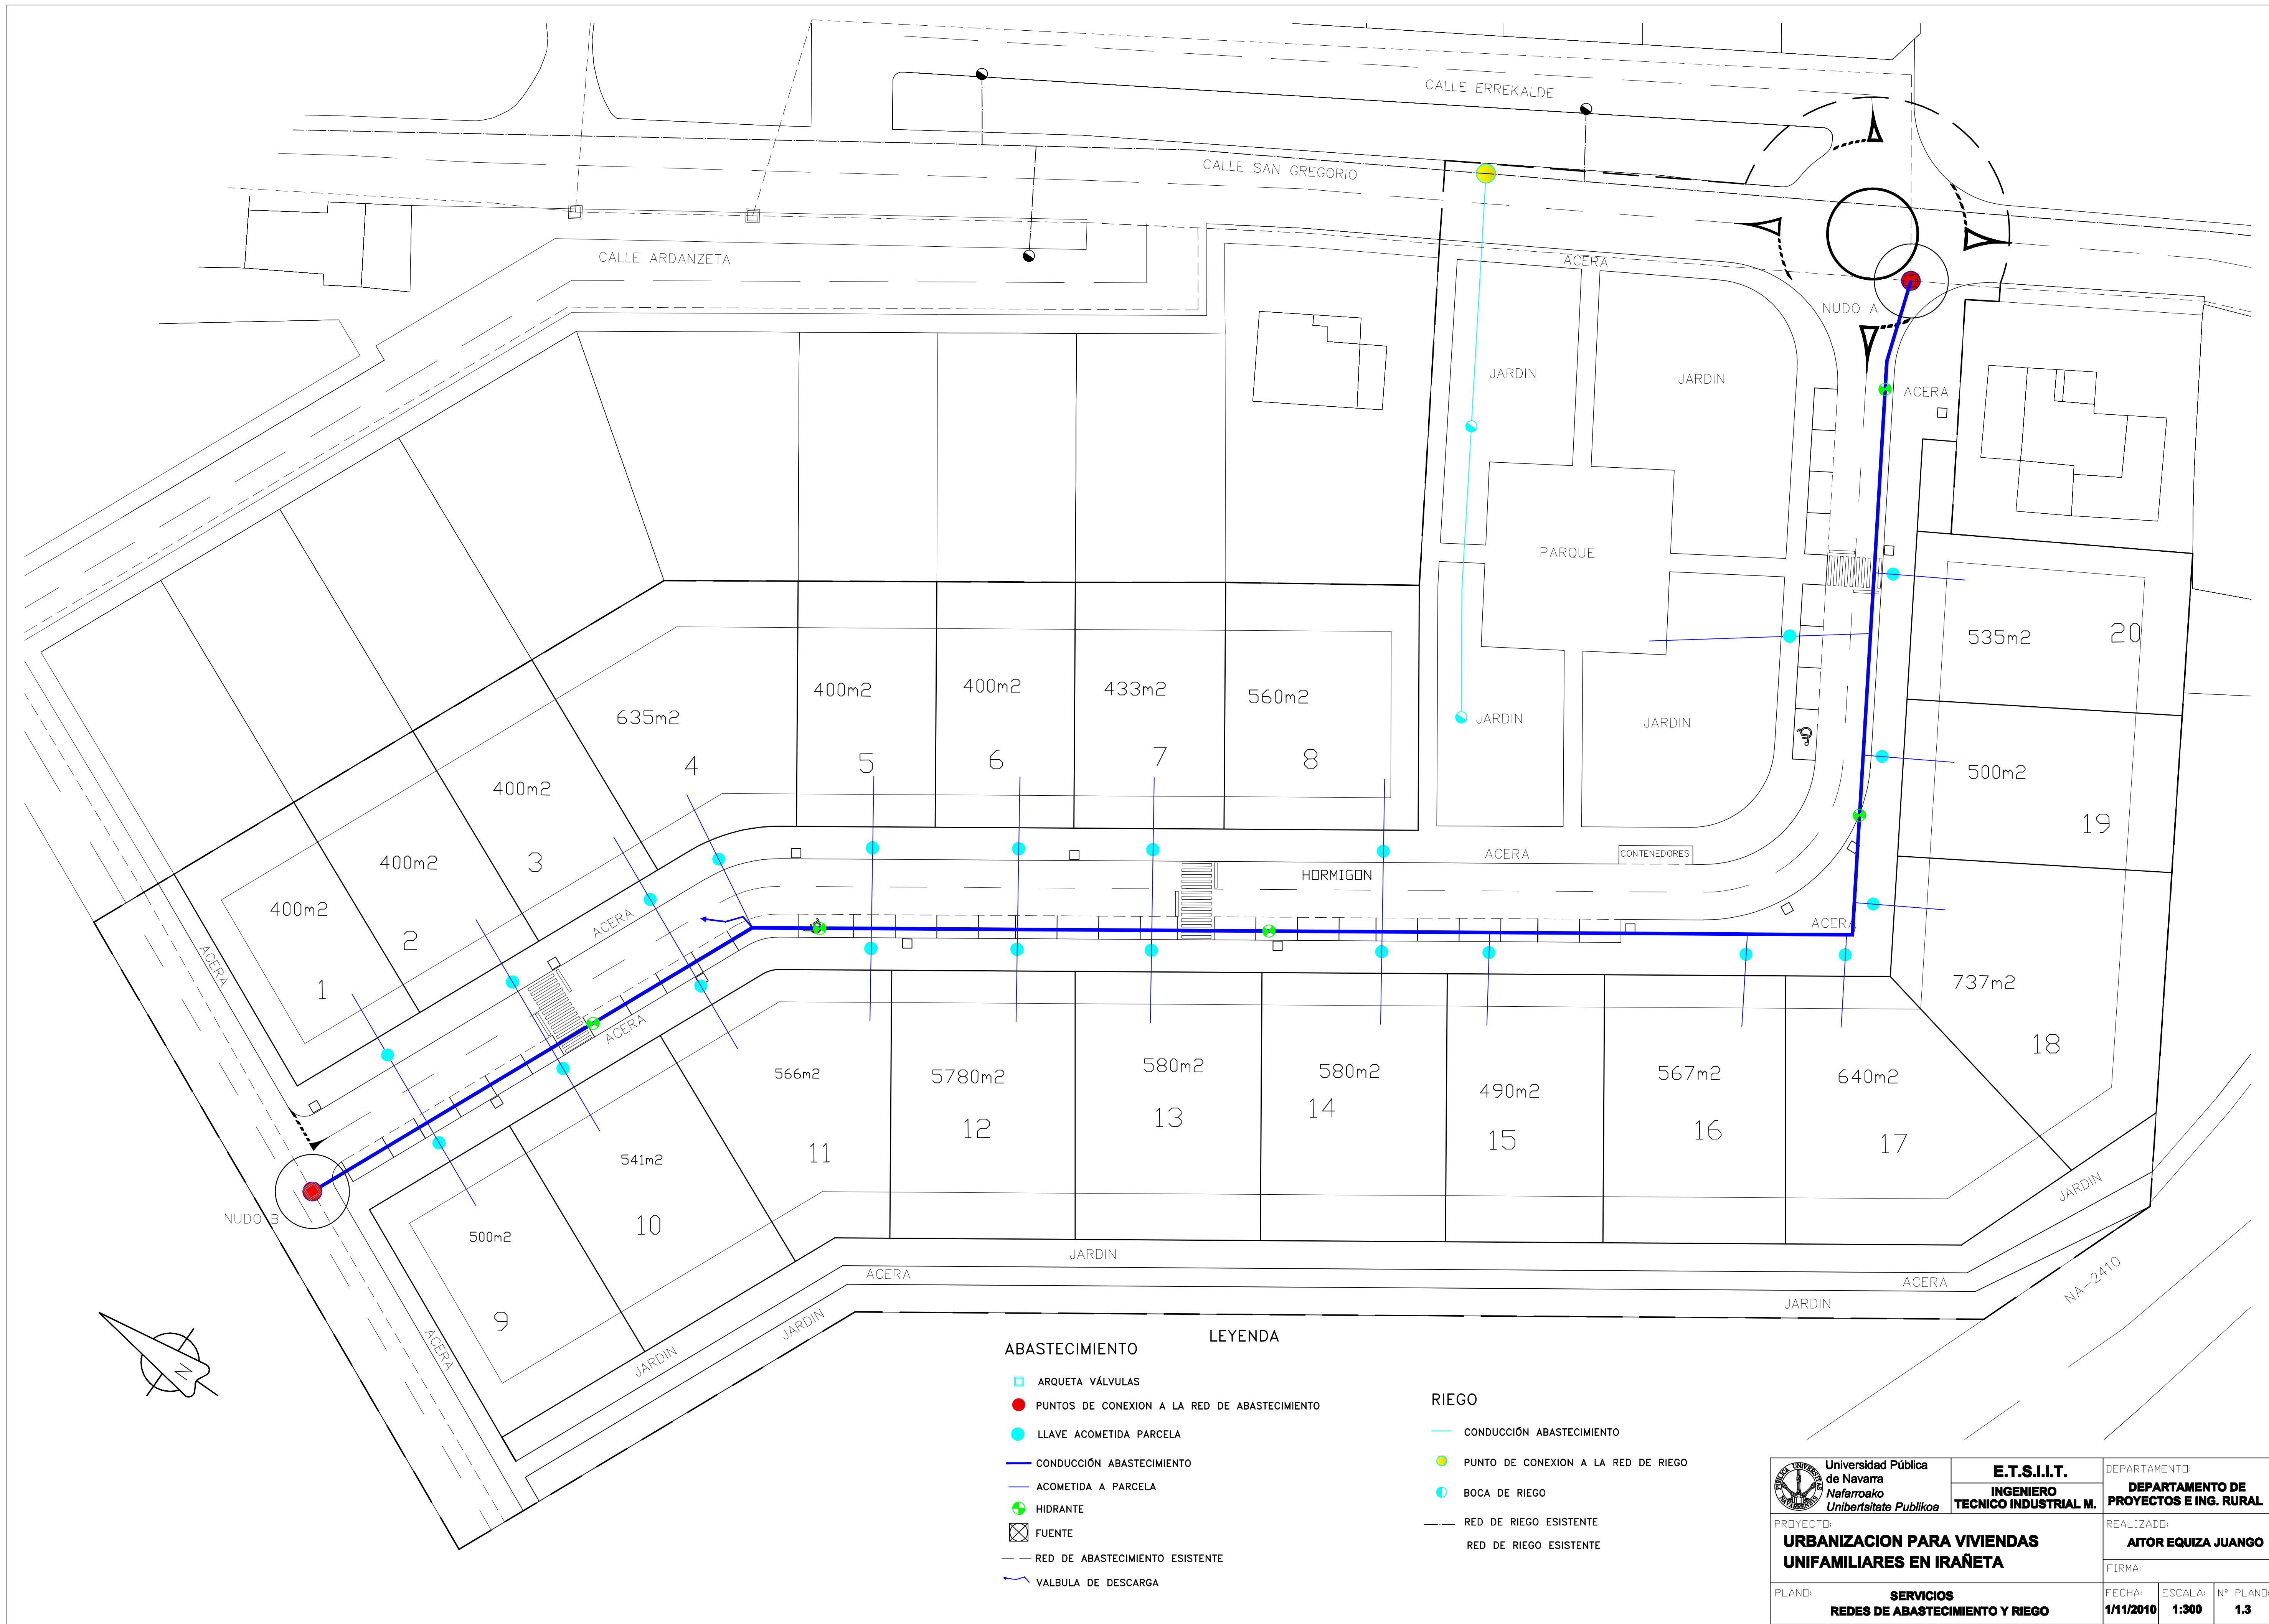 CALLE ERREKALDE
CALLE SAN GREGORIO
CALLE ARDANZETA
ACERA
NUDO A
JARDIN
JARDIN
ACERA
PARQUE
535m2
20
635m2
400m2
400m2
433m2
560m2
JARDIN
JARDIN
4
5
6
7
8
500m2
19
400m2
3
400m2
2
400m2
1
ACERA
CONTENEDORES
HORMIGON
ACERA
ACERA
ACERA
ACERA
737m2
18
566m2
11
5780m2
12
580m2
13
580m2
14
490m2
15
567m2
16
640m2
17
541m2
10
500m2
9
NUDO B
JARDIN
JARDIN
ACERA
ACERA
JARDIN
NA-2410
JARDIN
JARDIN
ACERA
N
LEYENDA
ABASTECIMIENTO
ARQUETA VÁLVULAS
PUNTOS DE CONEXION A LA RED DE ABASTECIMIENTO
LLAVE ACOMETIDA PARCELA
CONDUCCIÓN ABASTECIMIENTO
ACOMETIDA A PARCELA
HIDRANTE
FUENTE
RED DE ABASTECIMIENTO ESISTENTE
VALBULA DE DESCARGA
RIEGO
CONDUCCIÓN ABASTECIMIENTO
PUNTO DE CONEXION A LA RED DE RIEGO
BOCA DE RIEGO
RED DE RIEGO ESISTENTE
RED DE RIEGO ESISTENTE
Universidad Pública
de Navarra
Nafarroako
Unibertsitate Publikoa
E.T.S.I.I.T.
INGENIERO
TECNICO INDUSTRIAL M.
DEPARTAMENTO:
DEPARTAMENTO DE
PROYECTOS E ING. RURAL
PROYECTO:
URBANIZACION PARA VIVIENDAS
UNIFAMILIARES EN IRAÑETA
REALIZADO:
AITOR EQUIZA JUANGO
FIRMA:
PLANO:
SERVICIOS
REDES DE ABASTECIMIENTO Y RIEGO
FECHA:
1/11/2010
ESCALA:
1:300
Nº PLANO:
1.3